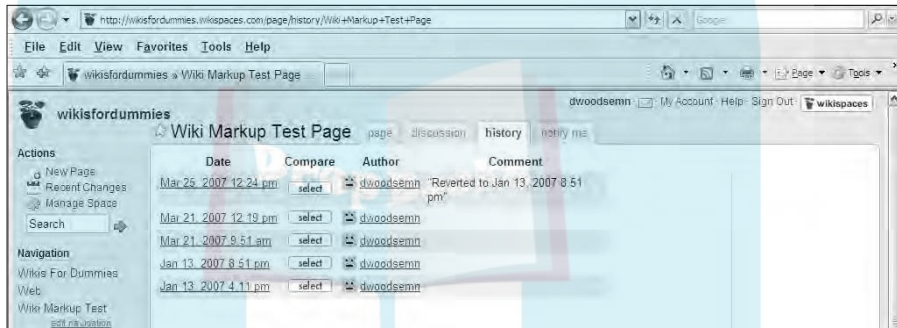 http://wikisfordummies.wikispaces.com/page/history/Wiki+Markup+Test+Page
Google
File Edit View Favorites Tools Help
wikisfordummies » Wiki Markup Test Page
Page Tools
dwoodsemn My Account Help Sign Out wikispaces
wikisfordummies
Wiki Markup Test Page page discussion history notify me
Actions
New Page
Recent Changes
Manage Space
Search
Navigation
Wikis For Dummies
Web
Wiki Markup Test
edit navigation
Date Compare Author Comment
Mar 25, 2007 12:24 pm select dwoodsemn "Reverted to Jan 13, 2007 8:51
pm"
Mar 21, 2007 12:19 pm select dwoodsemn
Mar 21, 2007 9:51 am select dwoodsemn
Jan 13, 2007 8:51 pm select dwoodsemn
Jan 13, 2007 4:11 pm select dwoodsemn